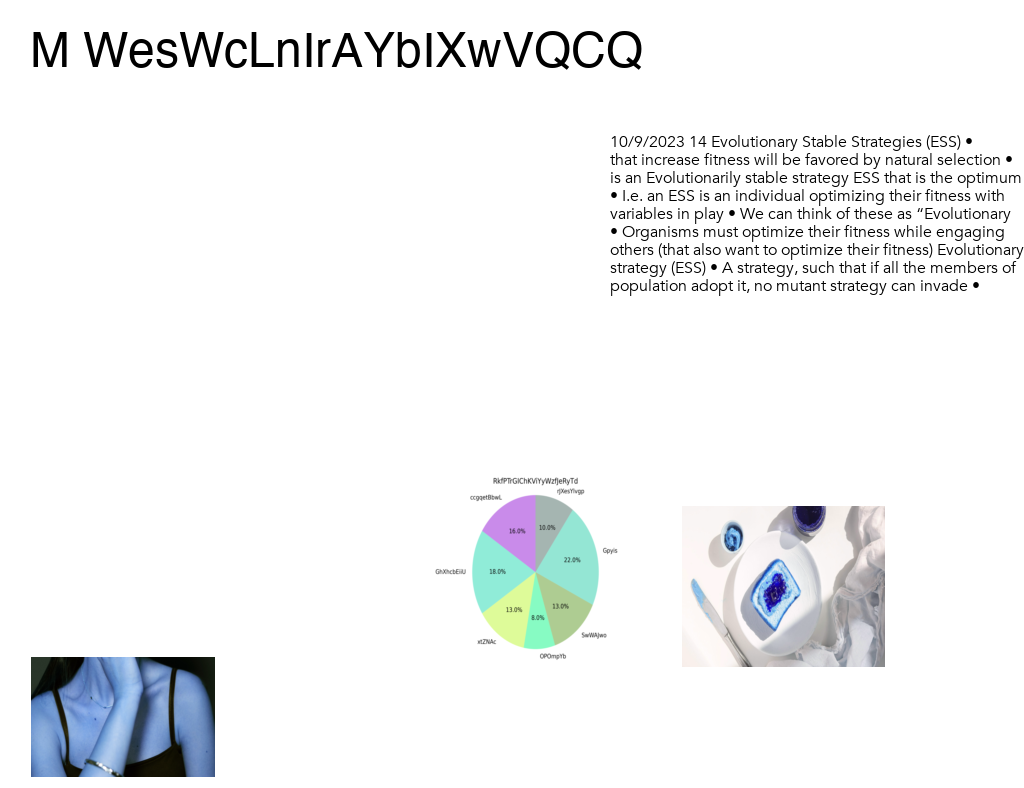 M WesWcLnIrAYbIXwVQCQ
10/9/2023 14 Evolutionary Stable Strategies (ESS) •
that increase fitness will be favored by natural selection •
is an Evolutionarily stable strategy ESS that is the optimum
• I.e. an ESS is an individual optimizing their fitness with
variables in play • We can think of these as “Evolutionary
• Organisms must optimize their fitness while engaging
others (that also want to optimize their fitness) Evolutionary
strategy (ESS) • A strategy, such that if all the members of
population adopt it, no mutant strategy can invade •
RkfPTrGIChKViYyWzfJeRyTd
rJXesYivgp
ccgqetBbwL
10.0%
16.0%
Gpyis
22.0%
GhXhcbEiiU
18.0%
13.0%
13.0%
8.0%
SwWAJwo
xtZNAc
OPOmpYb